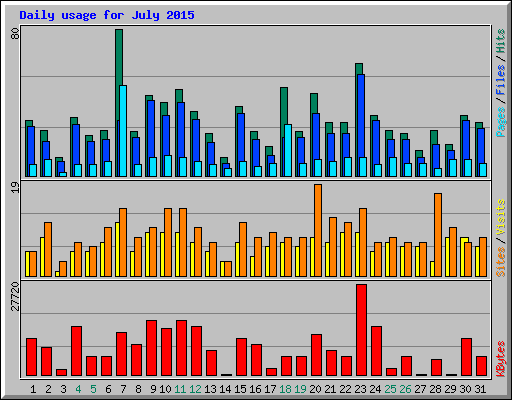 Daily usage for July 2015
80
Pages / Files / Hits
19
Sites / Visits
27720
KBytes
1 2 3 4 5 6 7 8 9 10 11 12 13 14 15 16 17 18 19 20 21 22 23 24 25 26 27 28 29 30 31